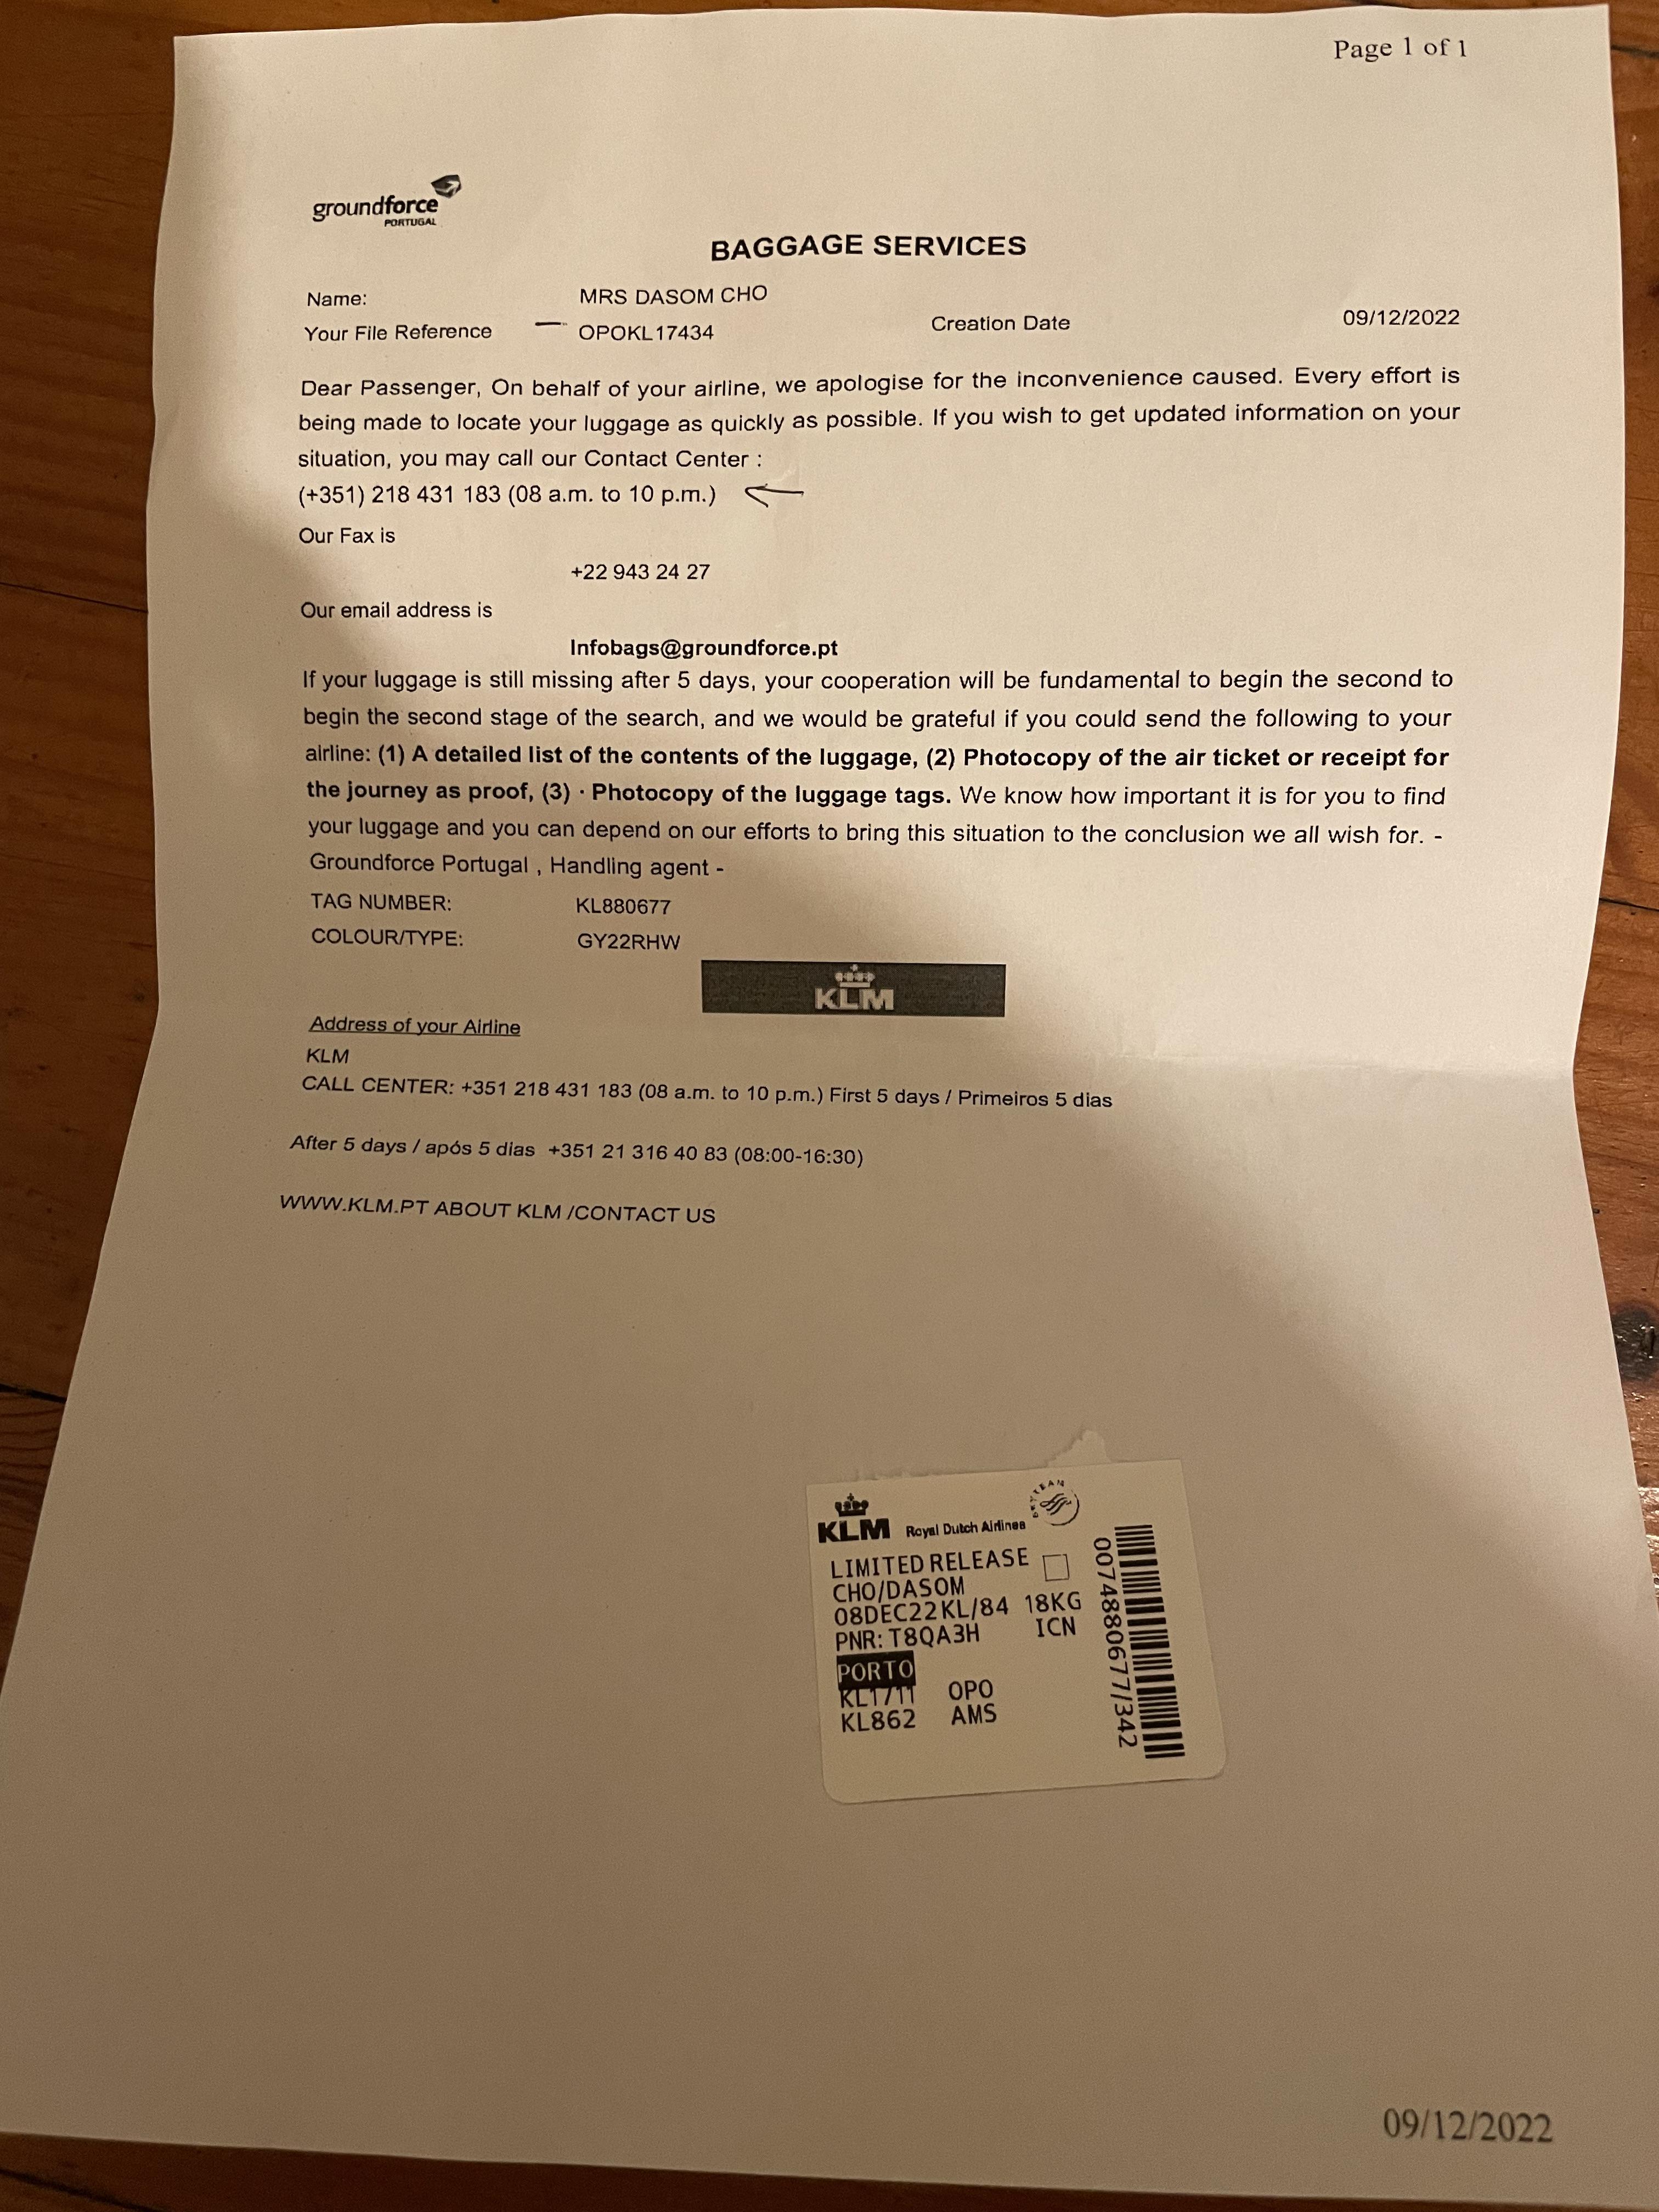 Page 1 of 1
groundforce
PORTUGAL
BAGGAGE SERVICES
Name: MRS DASOM CHO
Your File Reference OPOKL17434 Creation Date 09/12/2022
Dear Passenger, On behalf of your airline, we apologise for the inconvenience caused. Every effort is
being made to locate your luggage as quickly as possible. If you wish to get updated information on your
situation, you may call our Contact Center :
(+351) 218 431 183 (08 a.m. to 10 p.m.)
Our Fax is
+22 943 24 27
Our email address is
Infobags@groundforce.pt
If your luggage is still missing after 5 days, your cooperation will be fundamental to begin the second to
begin the second stage of the search, and we would be grateful if you could send the following to your
airline: (1) A detailed list of the contents of the luggage, (2) Photocopy of the air ticket or receipt for
the journey as proof, (3) · Photocopy of the luggage tags. We know how important it is for you to find
your luggage and you can depend on our efforts to bring this situation to the conclusion we all wish for. -
Groundforce Portugal , Handling agent -
TAG NUMBER: KL880677
COLOUR/TYPE: GY22RHW
KLM
Address of your Airline
KLM
CALL CENTER: +351 218 431 183 (08 a.m. to 10 p.m.) First 5 days / Primeiros 5 dias
After 5 days / após 5 dias +351 21 316 40 83 (08:00-16:30)
WWW.KLM.PT ABOUT KLM /CONTACT US
KLM Royal Dutch Airlines SKYTEAM
LIMITED RELEASE
CHO/DASOM
08DEC22 KL/84 18KG
PNR: T8QA3H ICN
PORTO
KL1711 OPO
KL862 AMS
0074880677/342
09/12/2022